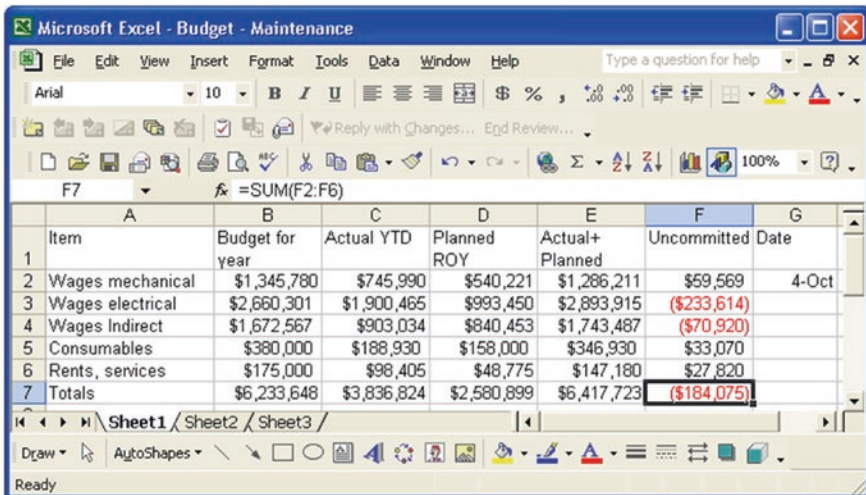 Microsoft Excel - Budget - Maintenance
File Edit View Insert Format Tools Data Window Help Type a question for help
Arial 10 B I U $ % , .00 .00
Reply with Changes... End Review...
Σ 100%
F7 fx =SUM(F2:F6)
A B C D E F G
1 Item Budget for year Actual YTD Planned ROY Actual+ Planned Uncommitted Date
2 Wages mechanical $1,345,780 $745,990 $540,221 $1,286,211 $59,569 4-Oct
3 Wages electrical $2,660,301 $1,900,465 $993,450 $2,893,915 ($233,614)
4 Wages Indirect $1,672,567 $903,034 $840,453 $1,743,487 ($70,920)
5 Consumables $380,000 $188,930 $158,000 $346,930 $33,070
6 Rents, services $175,000 $98,405 $48,775 $147,180 $27,820
7 Totals $6,233,648 $3,836,824 $2,580,899 $6,417,723 ($184,075)
Sheet1 Sheet2 Sheet3
Draw AutoShapes
Ready